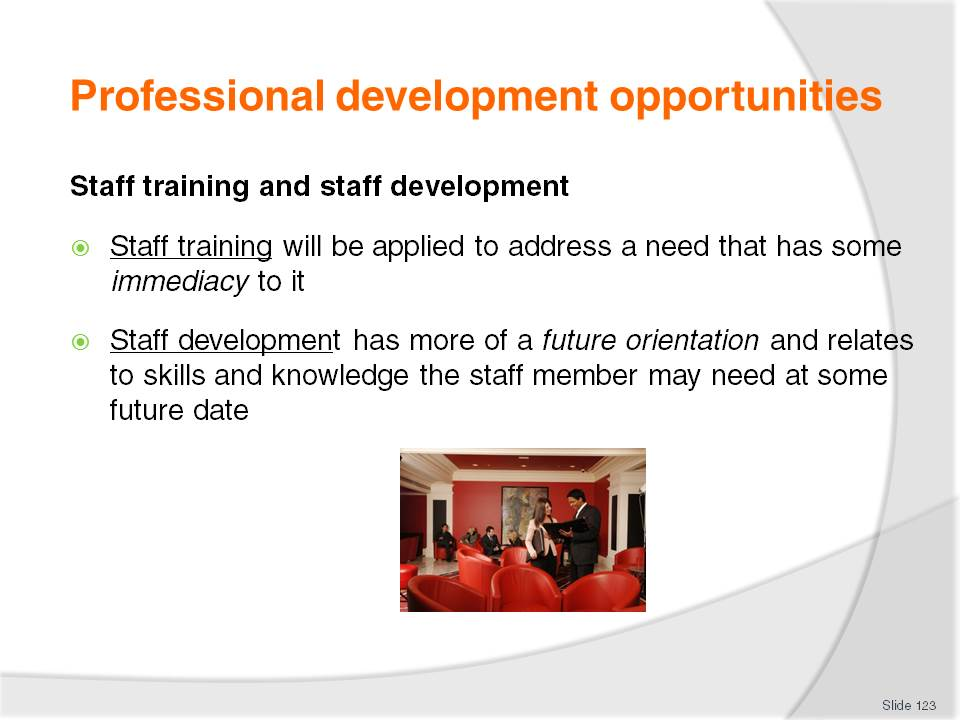 Professional development opportunities
Staff training and staff development
Staff training will be applied to address a need that has some
immediacy to it
Staff development has more of a future orientation and relates
to skills and knowledge the staff member may need at some
future date
Slide 123